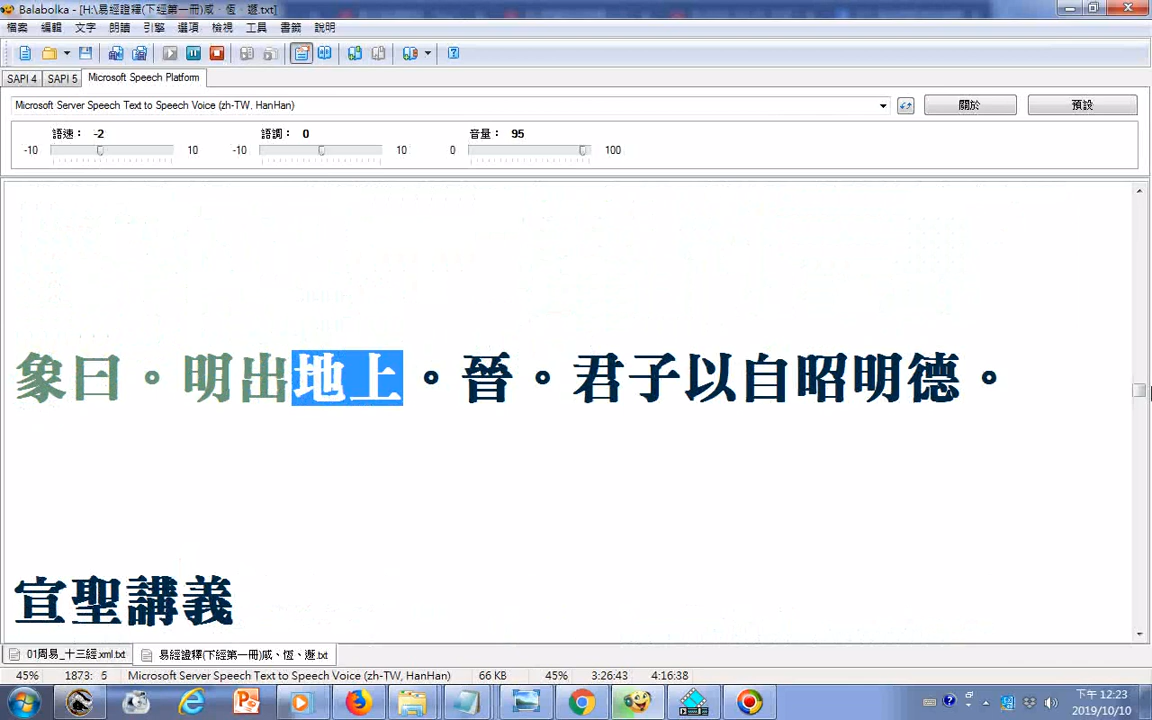 Balabolka - [H:\易經證釋(下經第一冊)咸、恆、遯.txt]
檔案 編輯 文字 朗讀 引擎 選項 檢視 工具 書籤 說明
SAPI 4 SAPI 5 Microsoft Speech Platform
Microsoft Server Speech Text to Speech Voice (zh-TW, HanHan) 關於 預設
語速： -2 語調： 0 音量： 95
-10 10 -10 10 0 100
象曰。明出地上。晉。君子以自昭明德。
宣聖講義
01周易_十三經.xml.txt 易經證釋(下經第一冊)咸、恆、遯.txt
45% 1873: 5 Microsoft Server Speech Text to Speech Voice (zh-TW, HanHan) 66 KB 45% 3:26:43 4:16:38
下午 12:23
2019/10/10